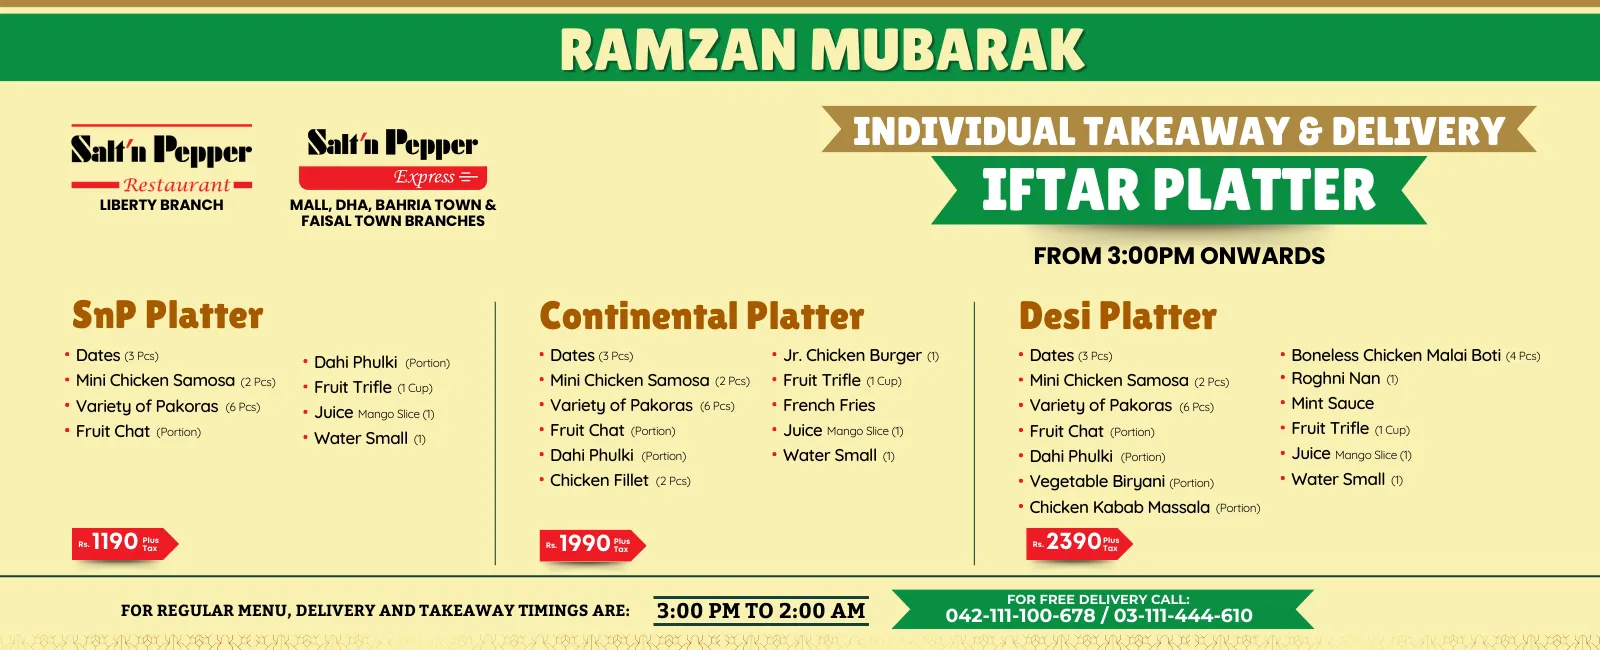 RAMZAN MUBARAK
Salt'n Pepper
Restaurant
LIBERTY BRANCH
Salt'n Pepper
Express
MALL, DHA, BAHRIA TOWN &
FAISAL TOWN BRANCHES
INDIVIDUAL TAKEAWAY & DELIVERY
IFTAR PLATTER
FROM 3:00PM ONWARDS
SnP Platter
• Dates (3 Pcs)
• Mini Chicken Samosa (2 Pcs)
• Variety of Pakoras (6 Pcs)
• Fruit Chat (Portion)
• Dahi Phulki (Portion)
• Fruit Trifle (1 Cup)
• Juice Mango Slice (1)
• Water Small (1)
Rs. 1190 Plus Tax
Continental Platter
• Dates (3 Pcs)
• Mini Chicken Samosa (2 Pcs)
• Variety of Pakoras (6 Pcs)
• Fruit Chat (Portion)
• Dahi Phulki (Portion)
• Chicken Fillet (2 Pcs)
• Jr. Chicken Burger (1)
• Fruit Trifle (1 Cup)
• French Fries
• Juice Mango Slice (1)
• Water Small (1)
Rs. 1990 Plus Tax
Desi Platter
• Dates (3 Pcs)
• Mini Chicken Samosa (2 Pcs)
• Variety of Pakoras (6 Pcs)
• Fruit Chat (Portion)
• Dahi Phulki (Portion)
• Vegetable Biryani (Portion)
• Chicken Kabab Massala (Portion)
• Boneless Chicken Malai Boti (4 Pcs)
• Roghni Nan (1)
• Mint Sauce
• Fruit Trifle (1 Cup)
• Juice Mango Slice (1)
• Water Small (1)
Rs. 2390 Plus Tax
FOR REGULAR MENU, DELIVERY AND TAKEAWAY TIMINGS ARE: 3:00 PM TO 2:00 AM
FOR FREE DELIVERY CALL:
042-111-100-678 / 03-111-444-610